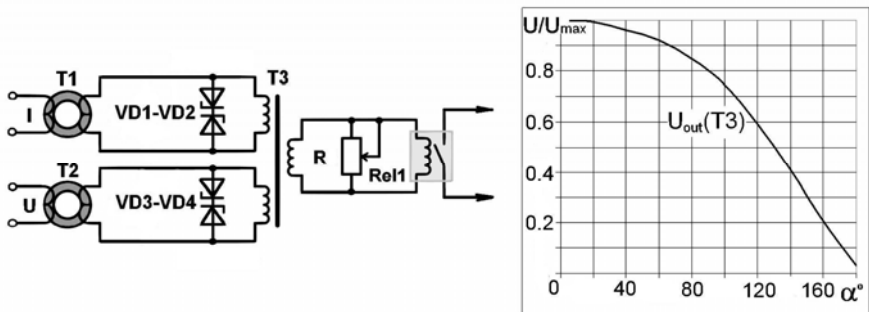 T1
I
VD1-VD2
T3
T2
U
VD3-VD4
R
Rel1
U/Umax
0.8
0.6
0.4
0.2
Uout(T3)
0 40 80 120 160 α°